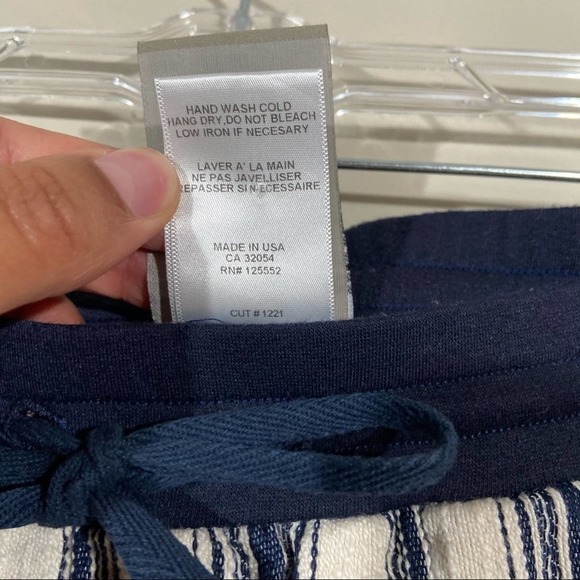 HAND WASH COLD
HANG DRY,DO NOT BLEACH
LOW IRON IF NECESARY
LAVER A' LA MAIN
NE PAS JAVELLISER
REPASSER SI NECESSAIRE
MADE IN USA
CA 32054
RN# 125552
CUT # 1221